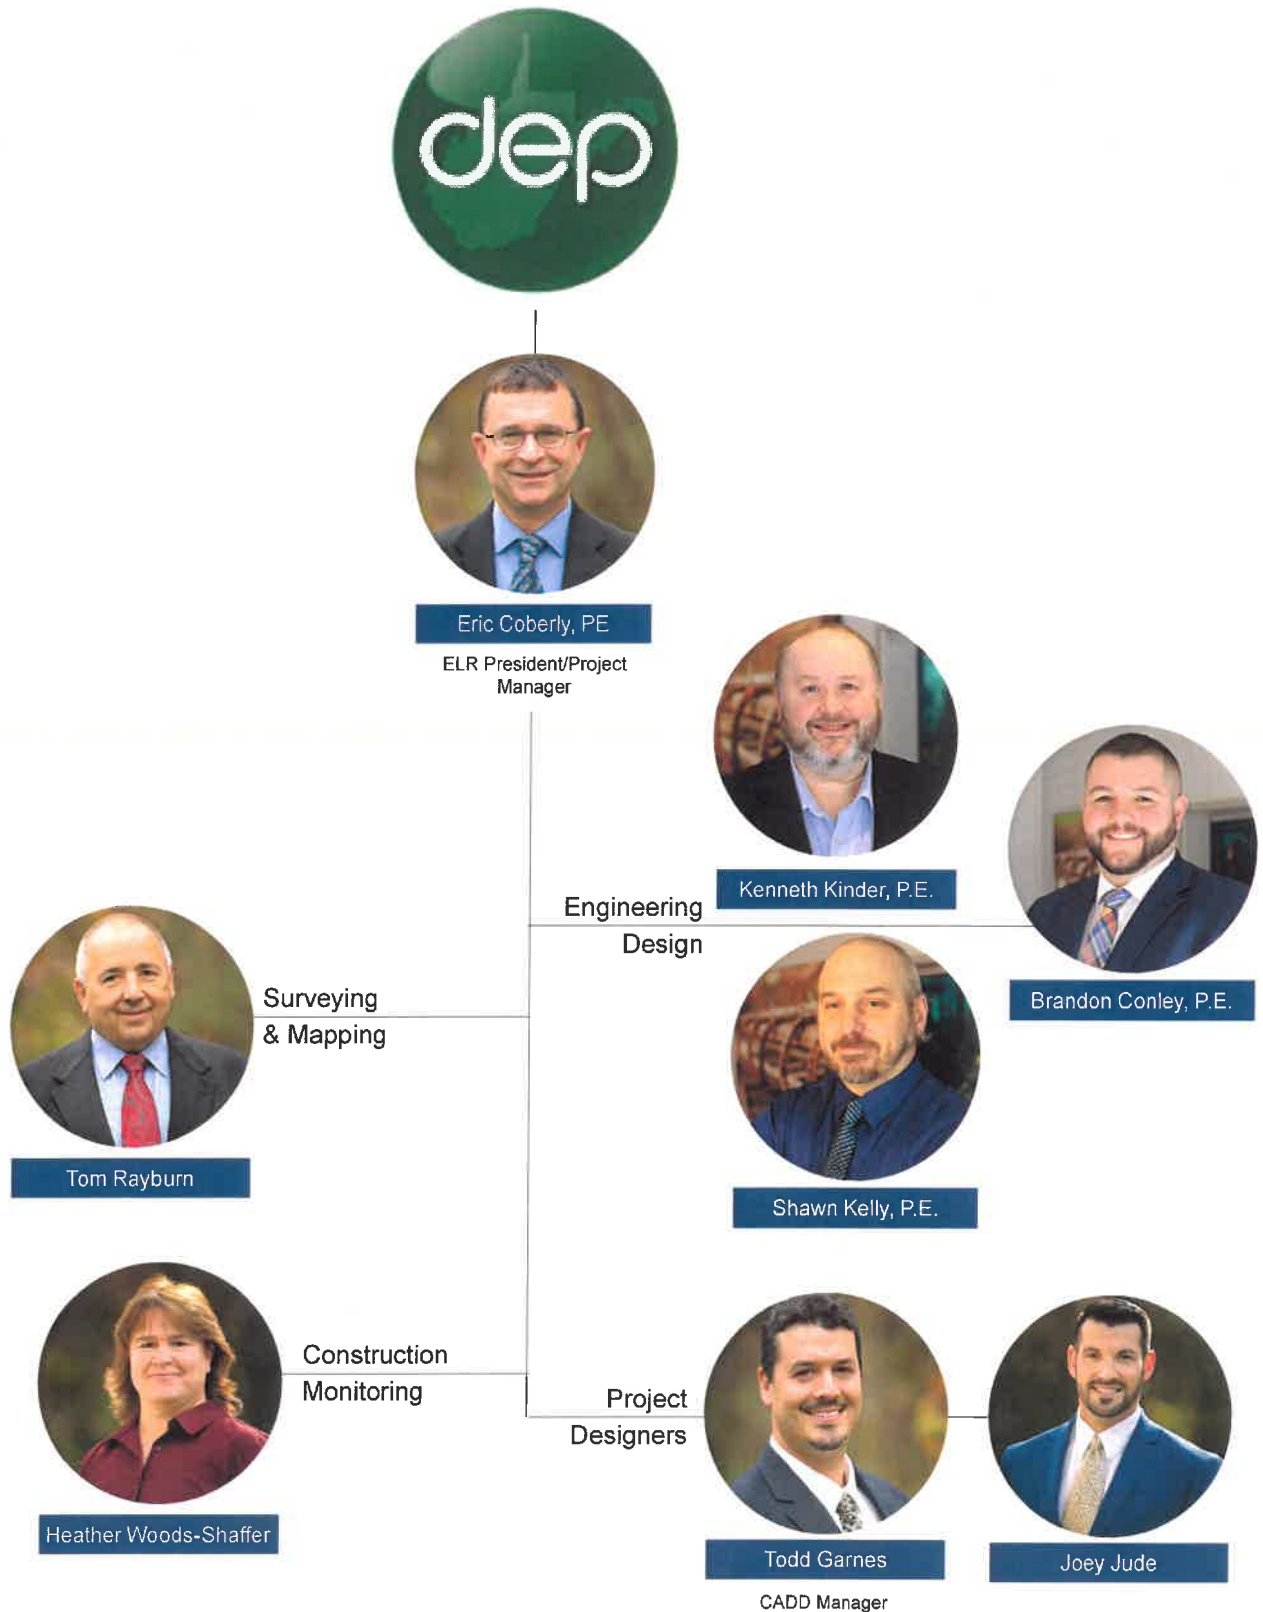 dep
Eric Coberly, PE
ELR President/Project
Manager
Kenneth Kinder, P.E.
Engineering
Design
Brandon Conley, P.E.
Surveying
& Mapping
Tom Rayburn
Shawn Kelly, P.E.
Construction
Monitoring
Heather Woods-Shaffer
Project
Designers
Todd Garnes
CADD Manager
Joey Jude